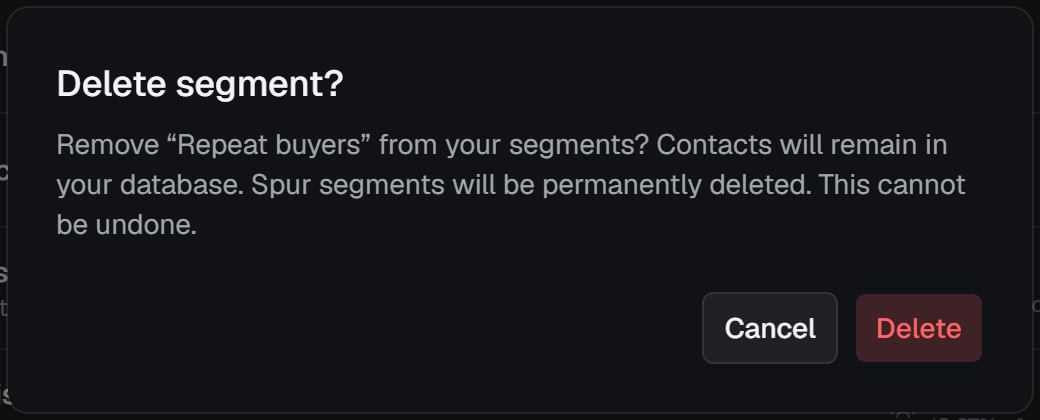 Delete segment?
Remove “Repeat buyers” from your segments? Contacts will remain in
your database. Spur segments will be permanently deleted. This cannot
be undone.
Cancel
Delete